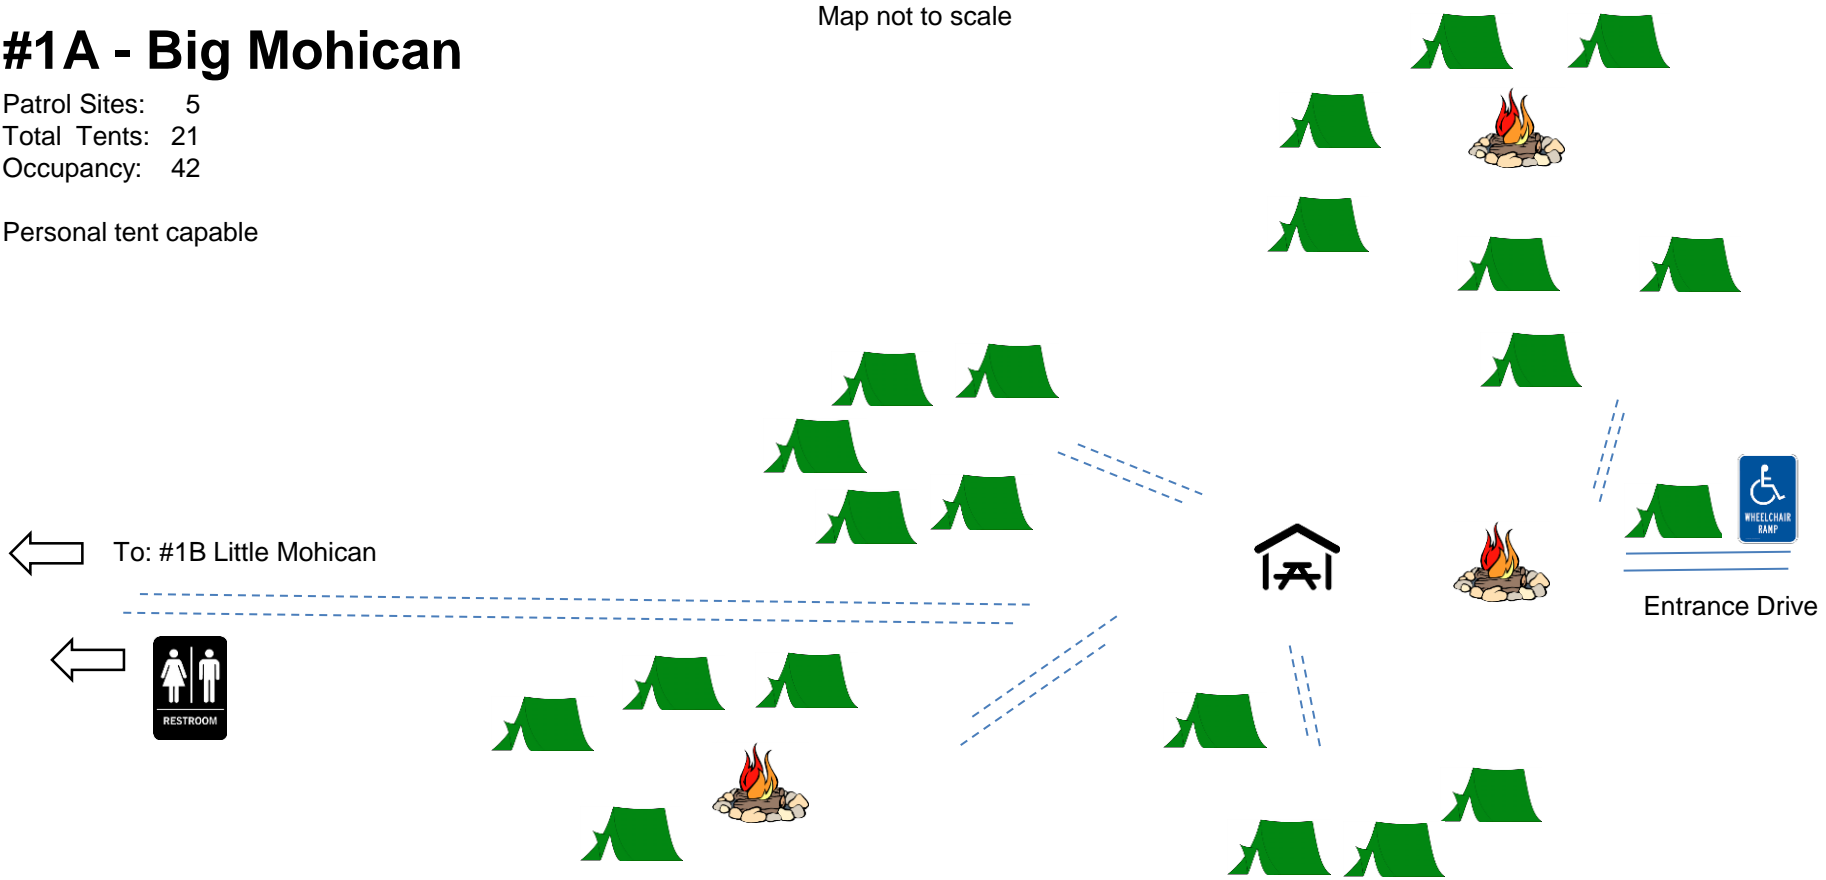 Map not to scale
#1A - Big Mohican
Patrol Sites: 5
Total Tents: 21
Occupancy: 42
Personal tent capable
WHEELCHAIR
RAMP
To: #1B Little Mohican
Entrance Drive
RESTROOM